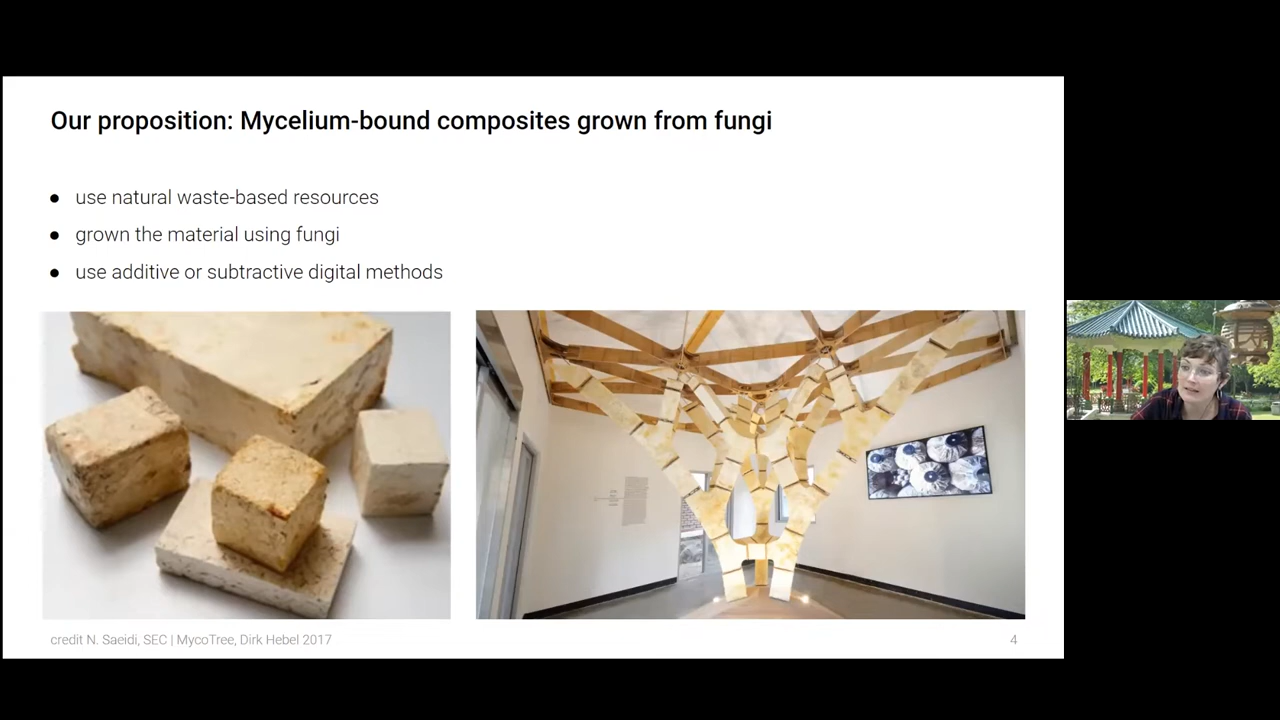 Our proposition: Mycelium-bound composites grown from fungi
● use natural waste-based resources
● grown the material using fungi
● use additive or subtractive digital methods
credit N. Saeidi, SEC | MycoTree, Dirk Hebel 2017
4